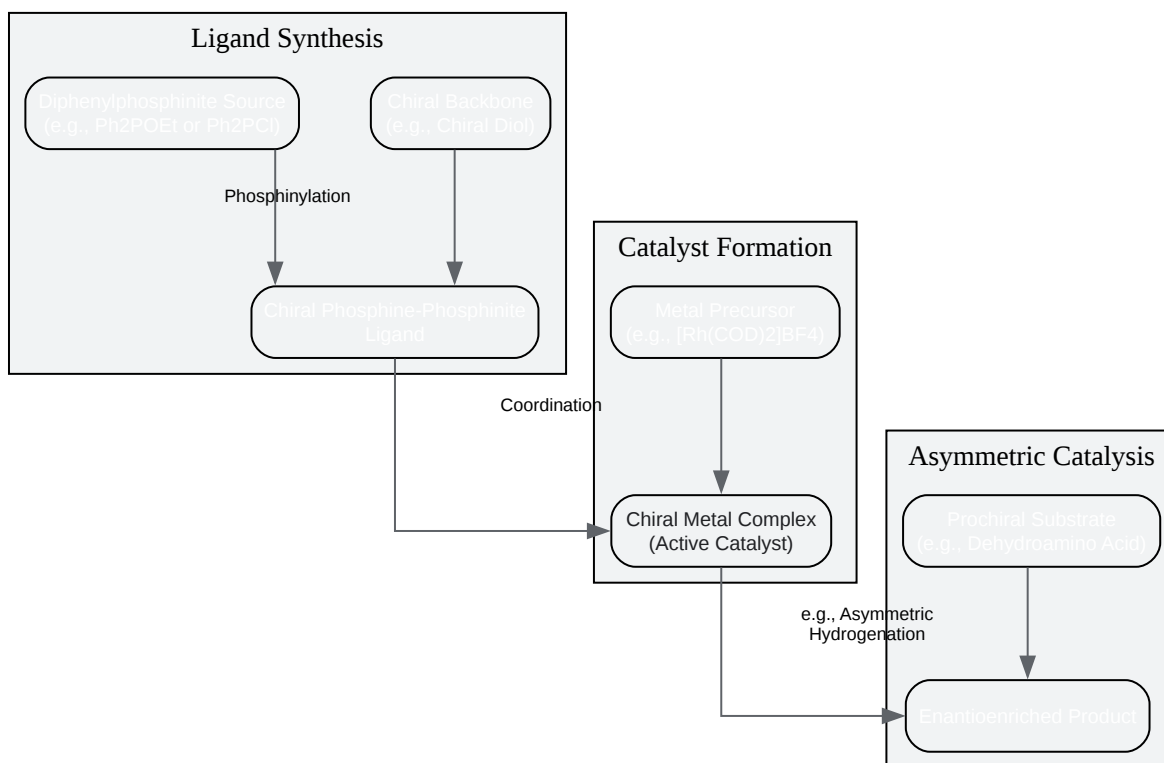 Ligand Synthesis
Diphenylphosphinite Source
(e.g., Ph2POEt or Ph2PCl)
Chiral Backbone
(e.g., Chiral Diol)
Phosphinylation
Chiral Phosphine-Phosphinite
Ligand
Catalyst Formation
Metal Precursor
(e.g., [Rh(COD)2]BF4)
Coordination
Chiral Metal Complex
(Active Catalyst)
Asymmetric Catalysis
Prochiral Substrate
(e.g., Dehydroamino Acid)
e.g., Asymmetric
Hydrogenation
Enantioenriched Product